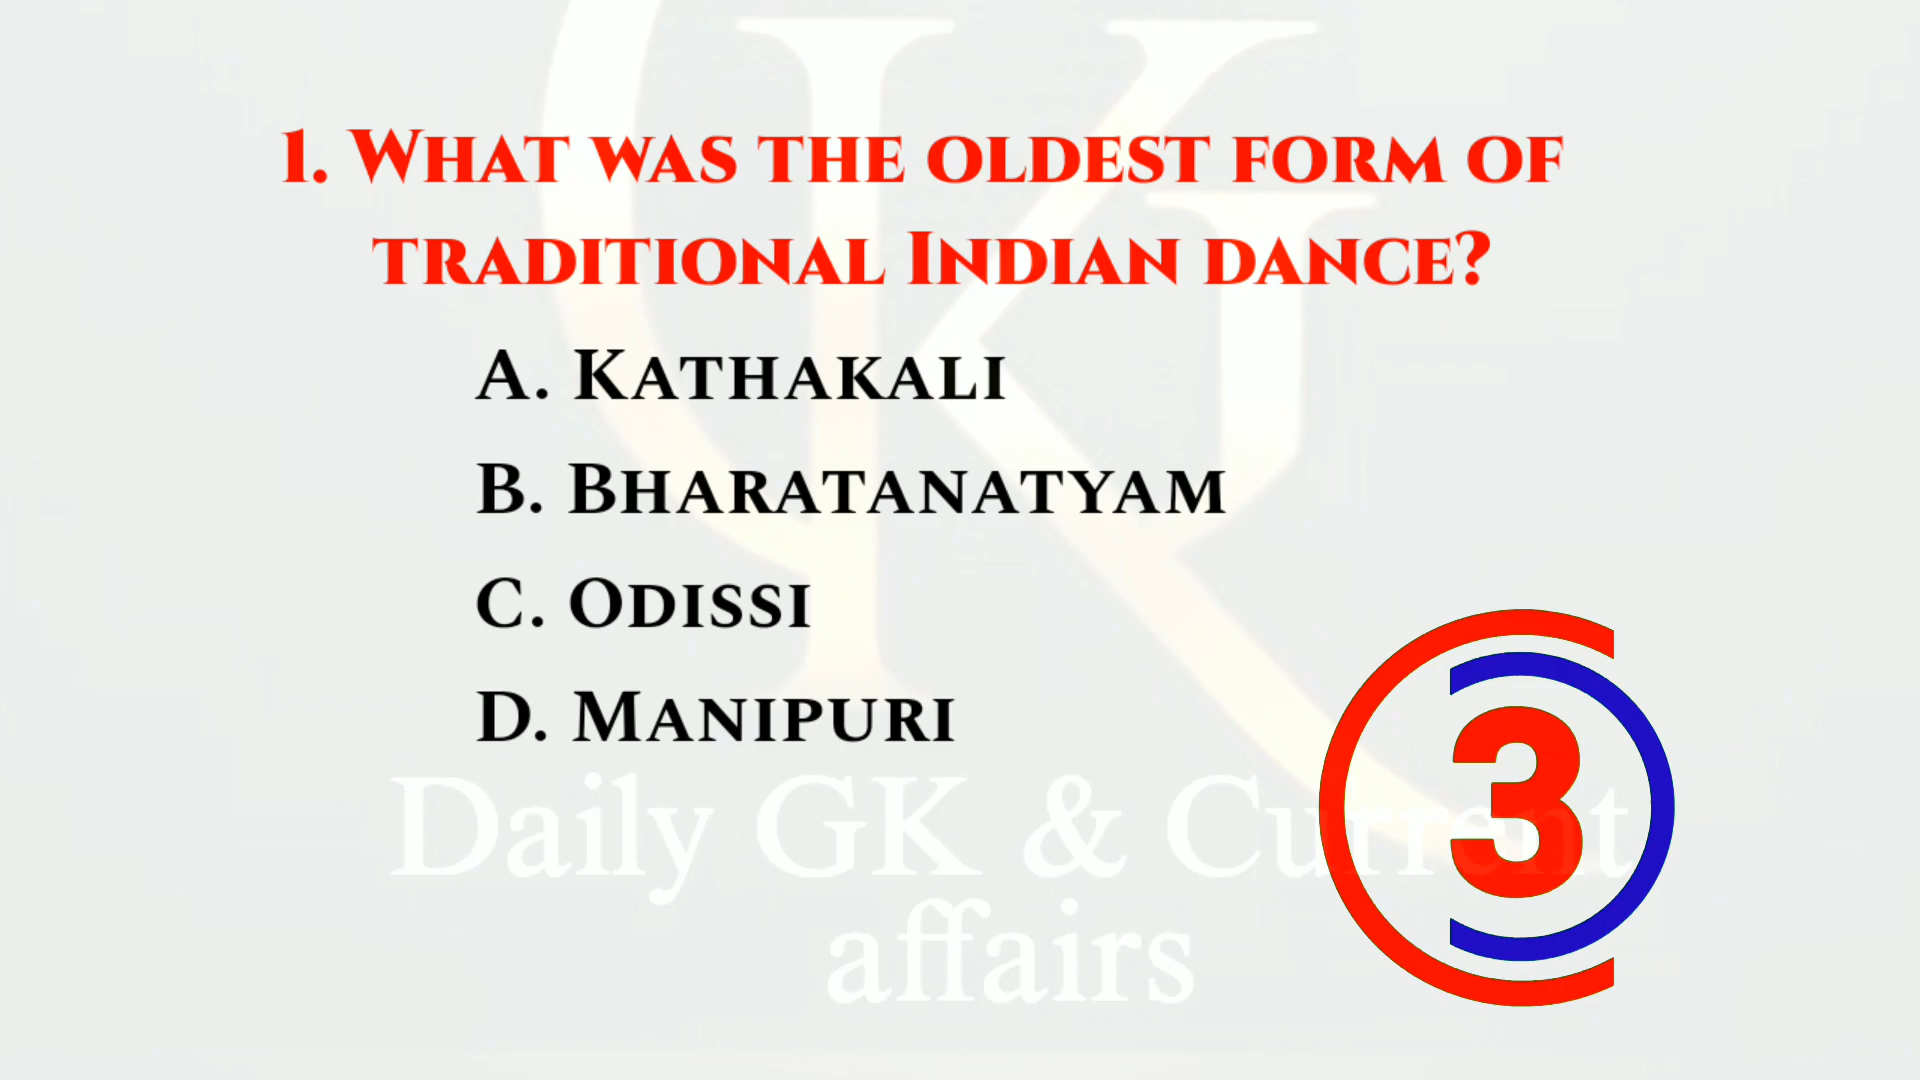 1. What was the oldest form of
traditional Indian dance?
A. Kathakali
B. Bharatanatyam
C. Odissi
D. Manipuri
3
Daily GK & Current
affairs